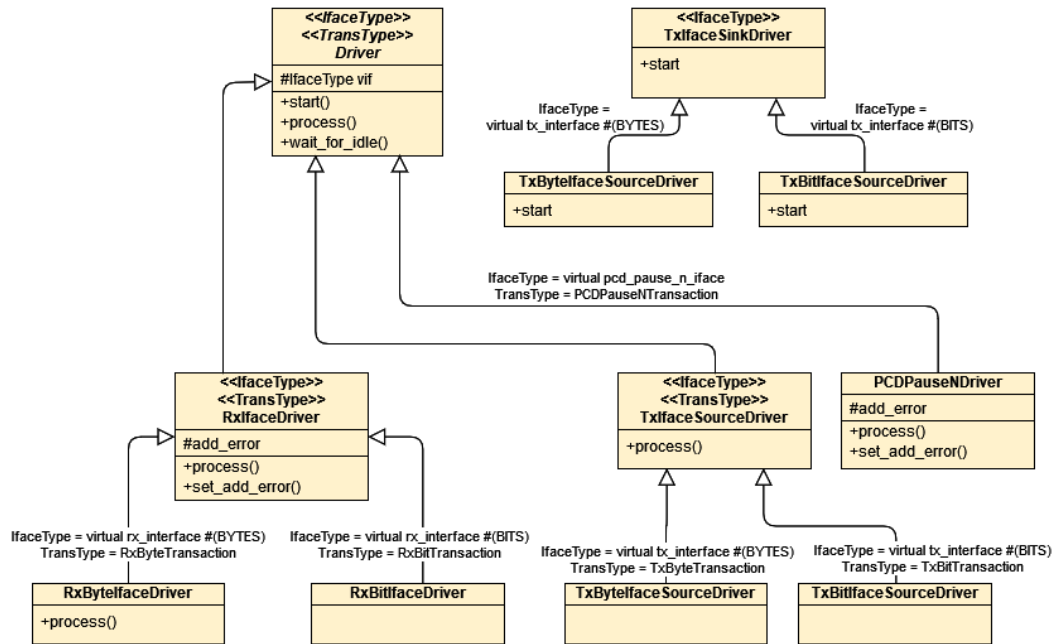 <<IfaceType>>
<<TransType>>
Driver
#IfaceType vif
+start()
+process()
+wait_for_idle()
<<IfaceType>>
TxIfaceSinkDriver
+start
IfaceType =
virtual tx_interface #(BYTES)
IfaceType =
virtual tx_interface #(BITS)
TxByteIfaceSourceDriver
+start
TxBitIfaceSourceDriver
+start
IfaceType = virtual pcd_pause_n_iface
TransType = PCDPauseNTransaction
<<IfaceType>>
<<TransType>>
RxIfaceDriver
#add_error
+process()
+set_add_error()
<<IfaceType>>
<<TransType>>
TxIfaceSourceDriver
+process()
PCDPauseNDriver
#add_error
+process()
+set_add_error()
IfaceType = virtual rx_interface #(BYTES)
TransType = RxByteTransaction
IfaceType = virtual rx_interface #(BITS)
TransType = RxBitTransaction
IfaceType = virtual tx_interface #(BYTES)
TransType = TxByteTransaction
IfaceType = virtual tx_interface #(BITS)
TransType = TxBitTransaction
RxByteIfaceDriver
+process()
RxBitIfaceDriver
TxByteIfaceSourceDriver
TxBitIfaceSourceDriver